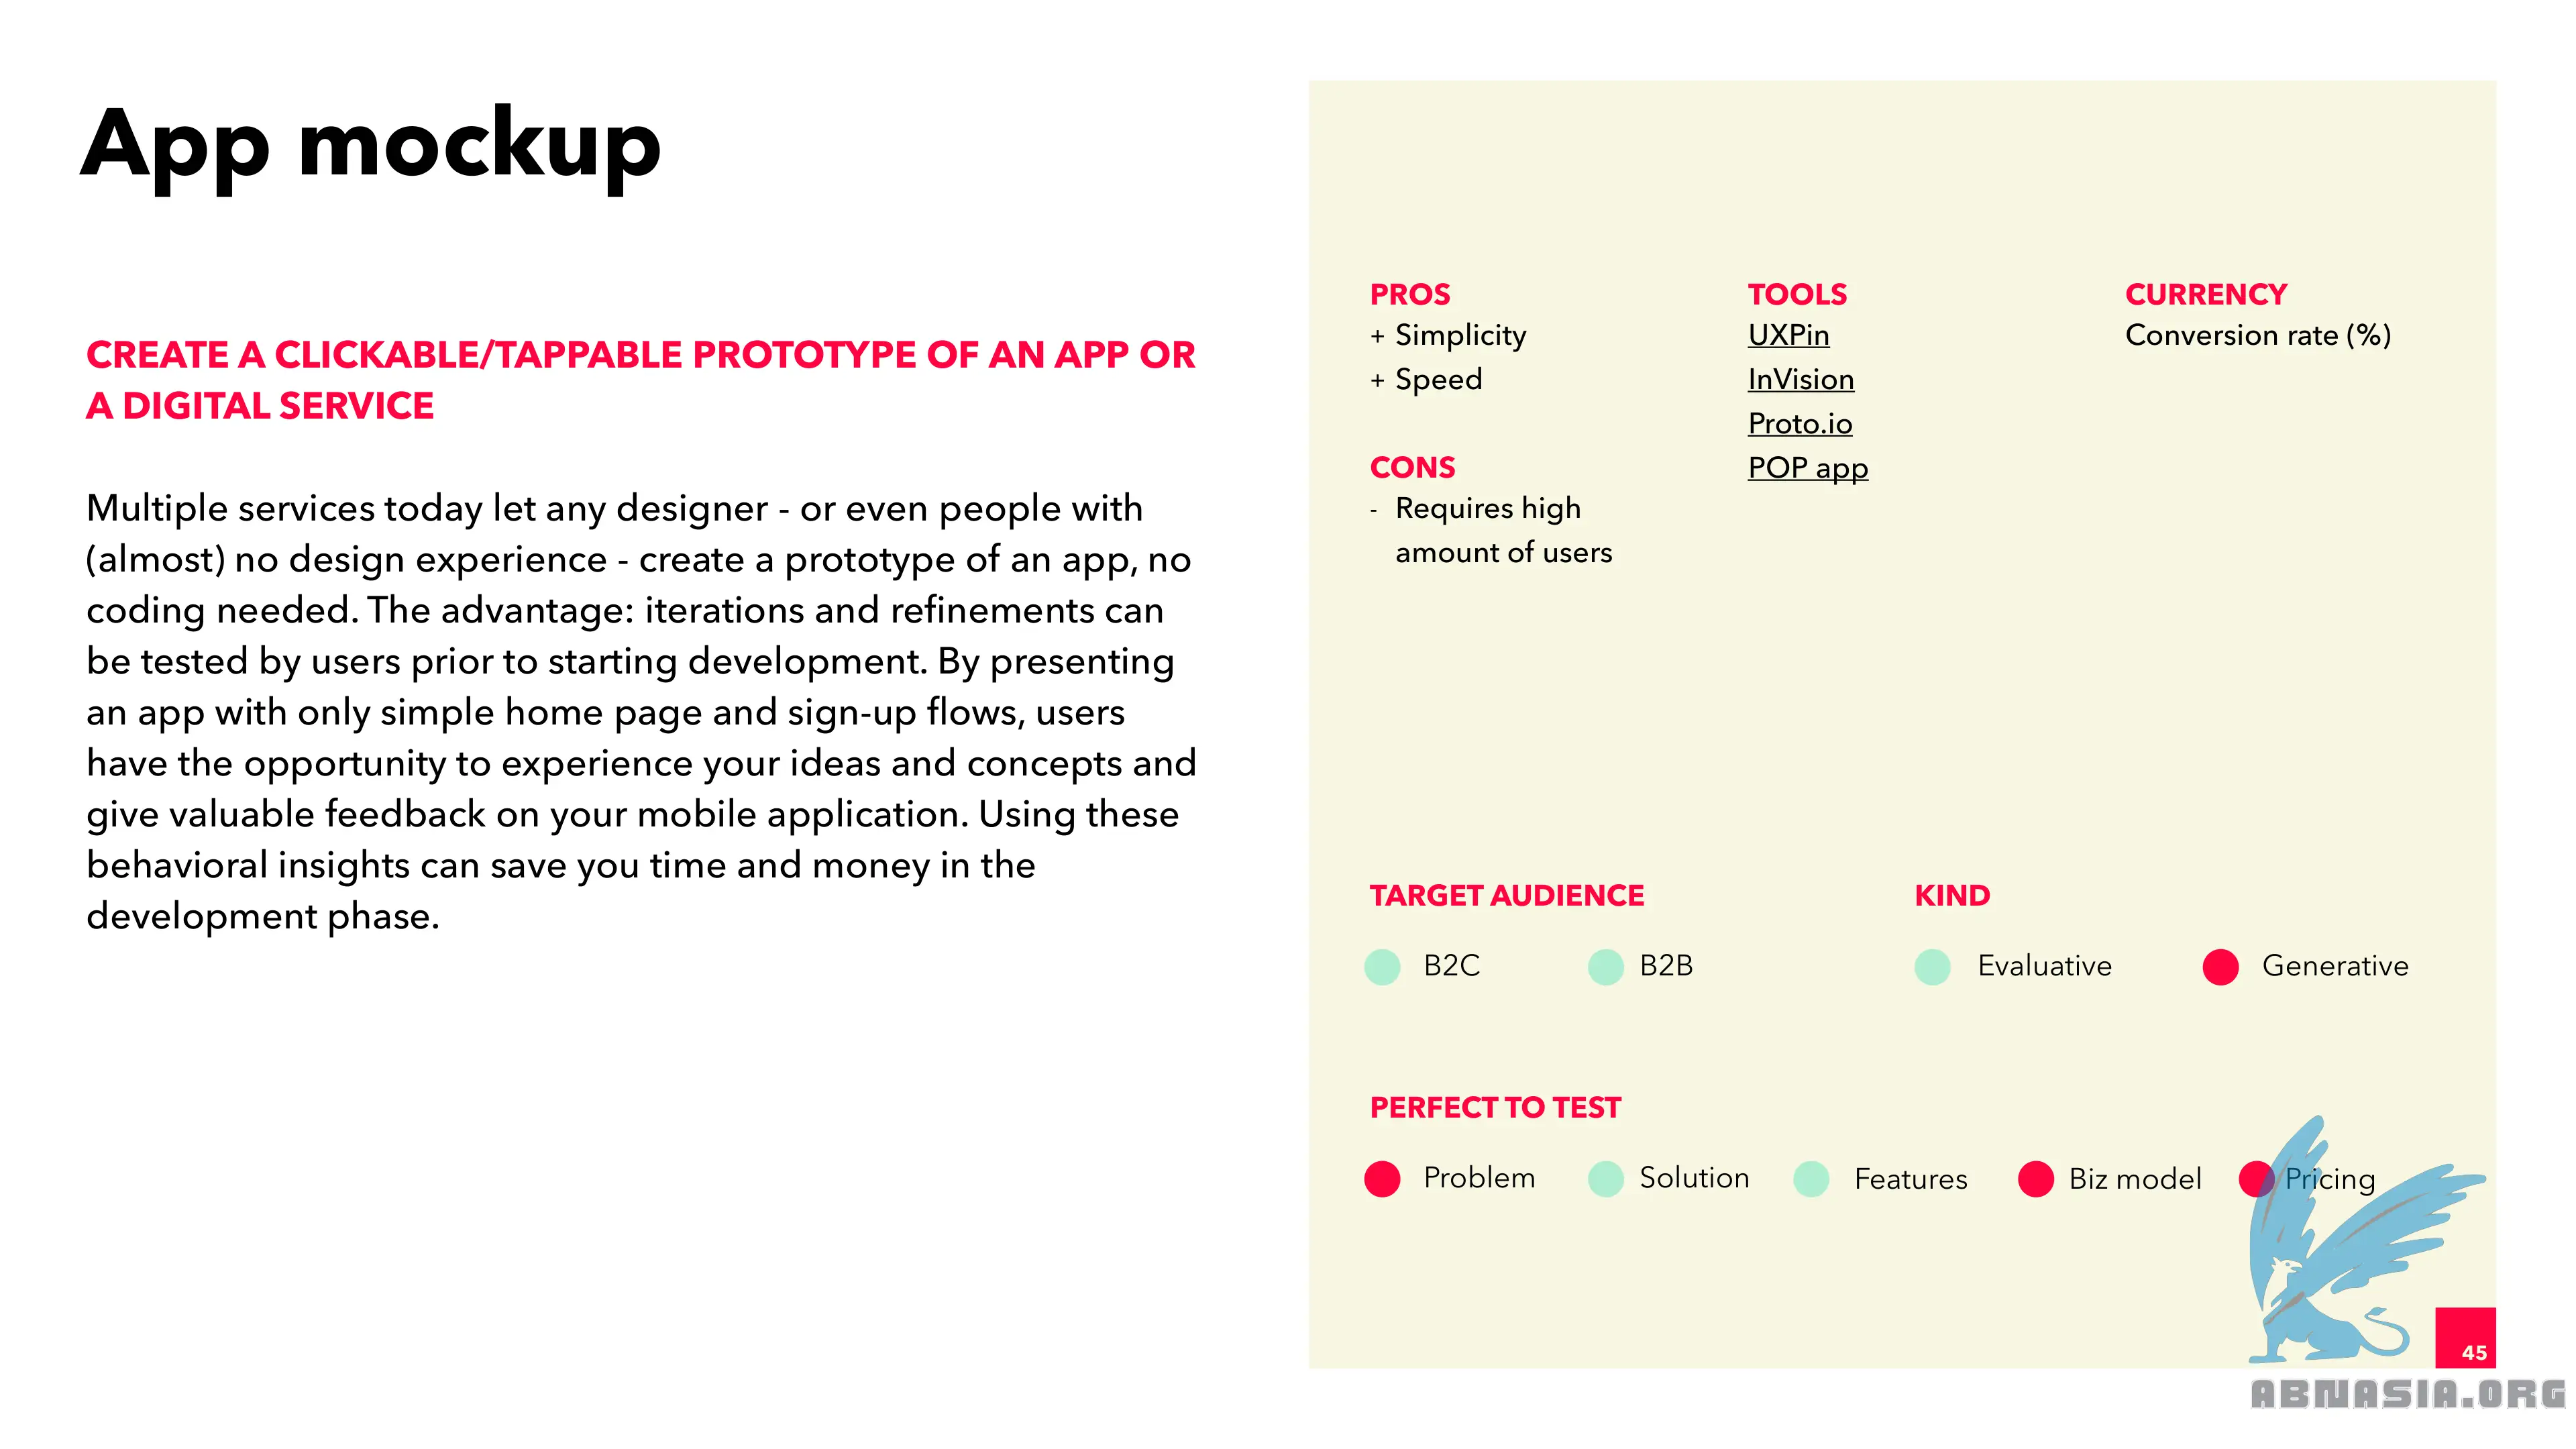 App mockup
CREATE A CLICKABLE/TAPPABLE PROTOTYPE OF AN APP OR
A DIGITAL SERVICE
Multiple services today let any designer - or even people with
(almost) no design experience - create a prototype of an app, no
coding needed. The advantage: iterations and refinements can
be tested by users prior to starting development. By presenting
an app with only simple home page and sign-up flows, users
have the opportunity to experience your ideas and concepts and
give valuable feedback on your mobile application. Using these
behavioral insights can save you time and money in the
development phase.
PROS
+ Simplicity
+ Speed
CONS
- Requires high
amount of users
TOOLS
UXPin
InVision
Proto.io
POP app
CURRENCY
Conversion rate (%)
TARGET AUDIENCE
B2C B2B
KIND
Evaluative Generative
PERFECT TO TEST
Problem Solution Features Biz model Pricing
45
ABNASIA.ORG